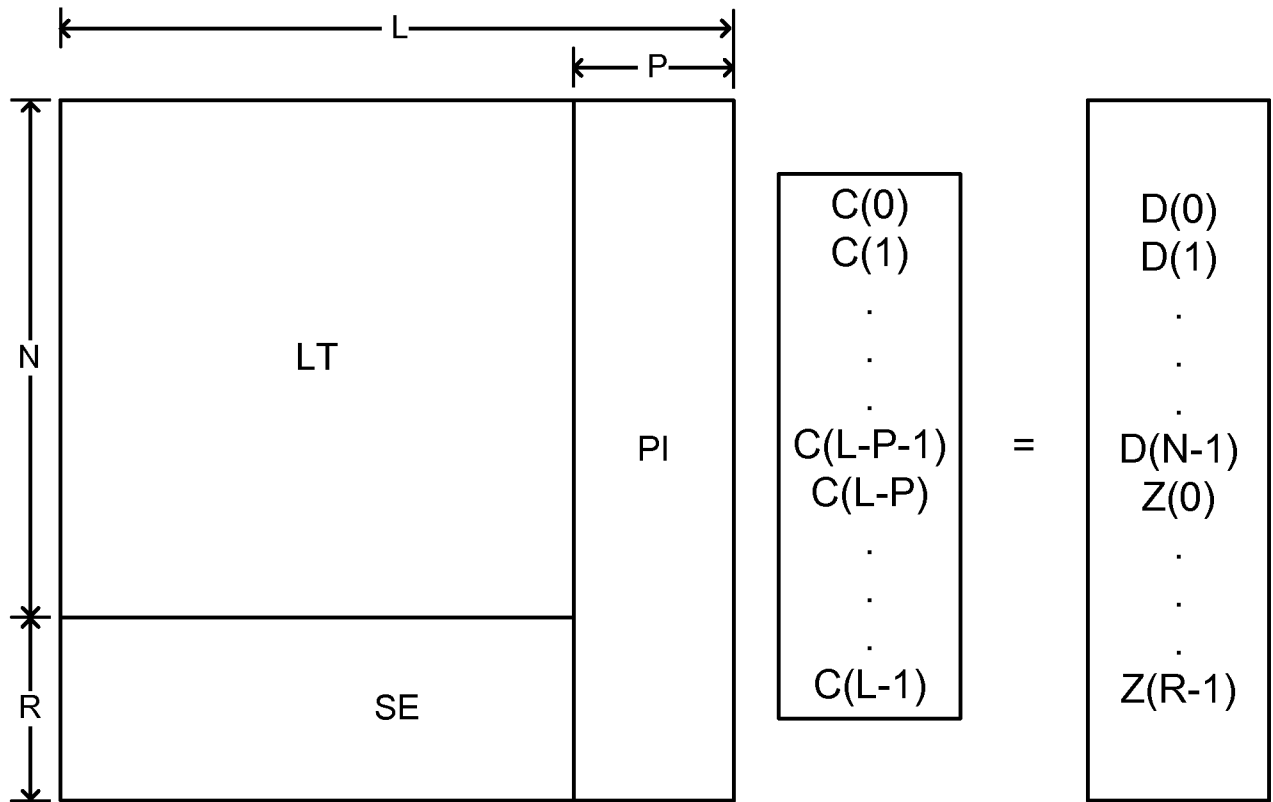 L
P
N
LT
PI
R
SE
C(0)
C(1)
.
.
.
C(L-P-1)
C(L-P)
.
.
.
C(L-1)
=
D(0)
D(1)
.
.
.
D(N-1)
Z(0)
.
.
.
Z(R-1)